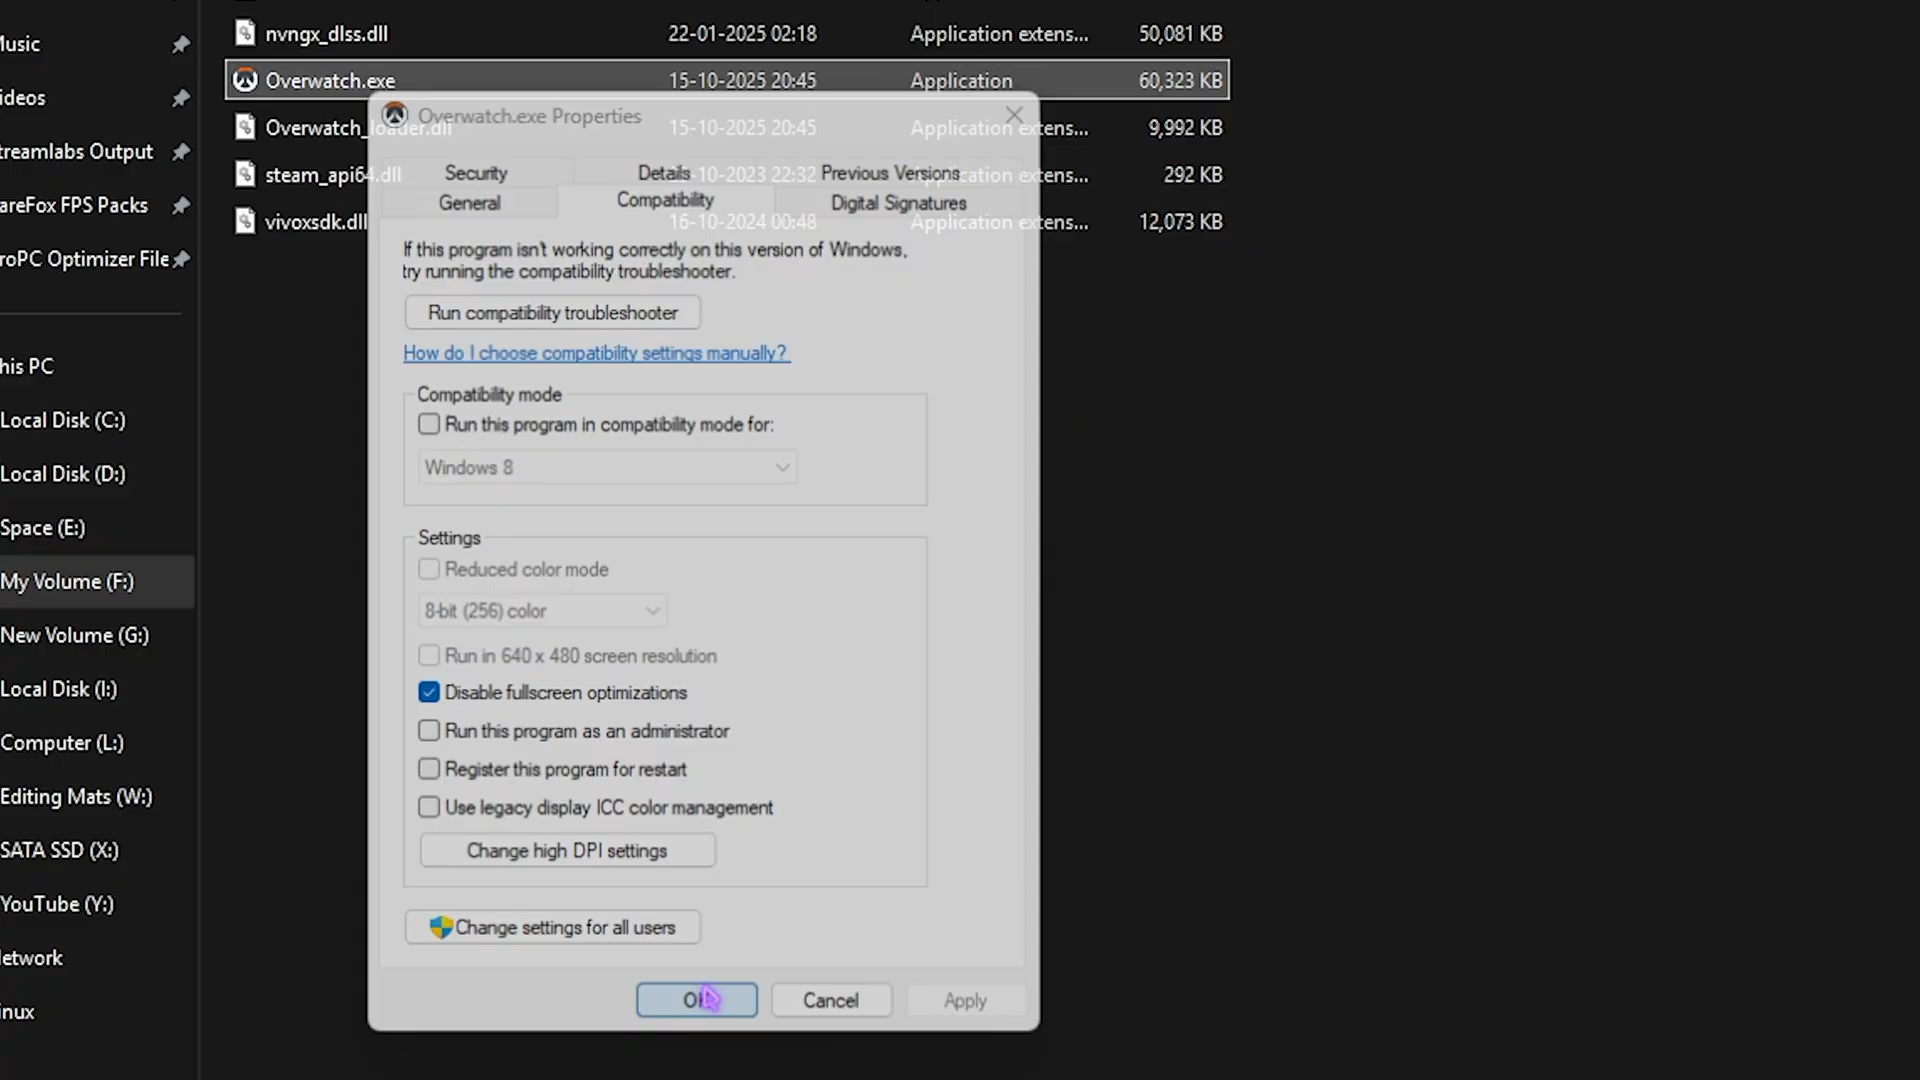 nvngx_dlss.dll 22-01-2025 02:18 Application extens... 50,081 KB
Overwatch.exe 15-10-2025 20:45 Application 60,323 KB
Overwatch_loader.dll 15-10-2025 20:45 Application extens... 9,992 KB
steam_api64.dll -10-2023 22:32 Application extens... 292 KB
vivoxsdk.dll 16-10-2024 00:48 Application extens... 12,073 KB
usic
ideos
treamlabs Output
areFox FPS Packs
roPC Optimizer File
his PC
Local Disk (C:)
Local Disk (D:)
Space (E:)
My Volume (F:)
New Volume (G:)
Local Disk (I:)
Computer (L:)
Editing Mats (W:)
SATA SSD (X:)
YouTube (Y:)
etwork
inux
Overwatch.exe Properties
Security Details Previous Versions
General Compatibility Digital Signatures
If this program isn't working correctly on this version of Windows,
try running the compatibility troubleshooter.
Run compatibility troubleshooter
How do I choose compatibility settings manually?
Compatibility mode
Run this program in compatibility mode for:
Windows 8
Settings
Reduced color mode
8-bit (256) color
Run in 640 x 480 screen resolution
Disable fullscreen optimizations
Run this program as an administrator
Register this program for restart
Use legacy display ICC color management
Change high DPI settings
Change settings for all users
OK Cancel Apply